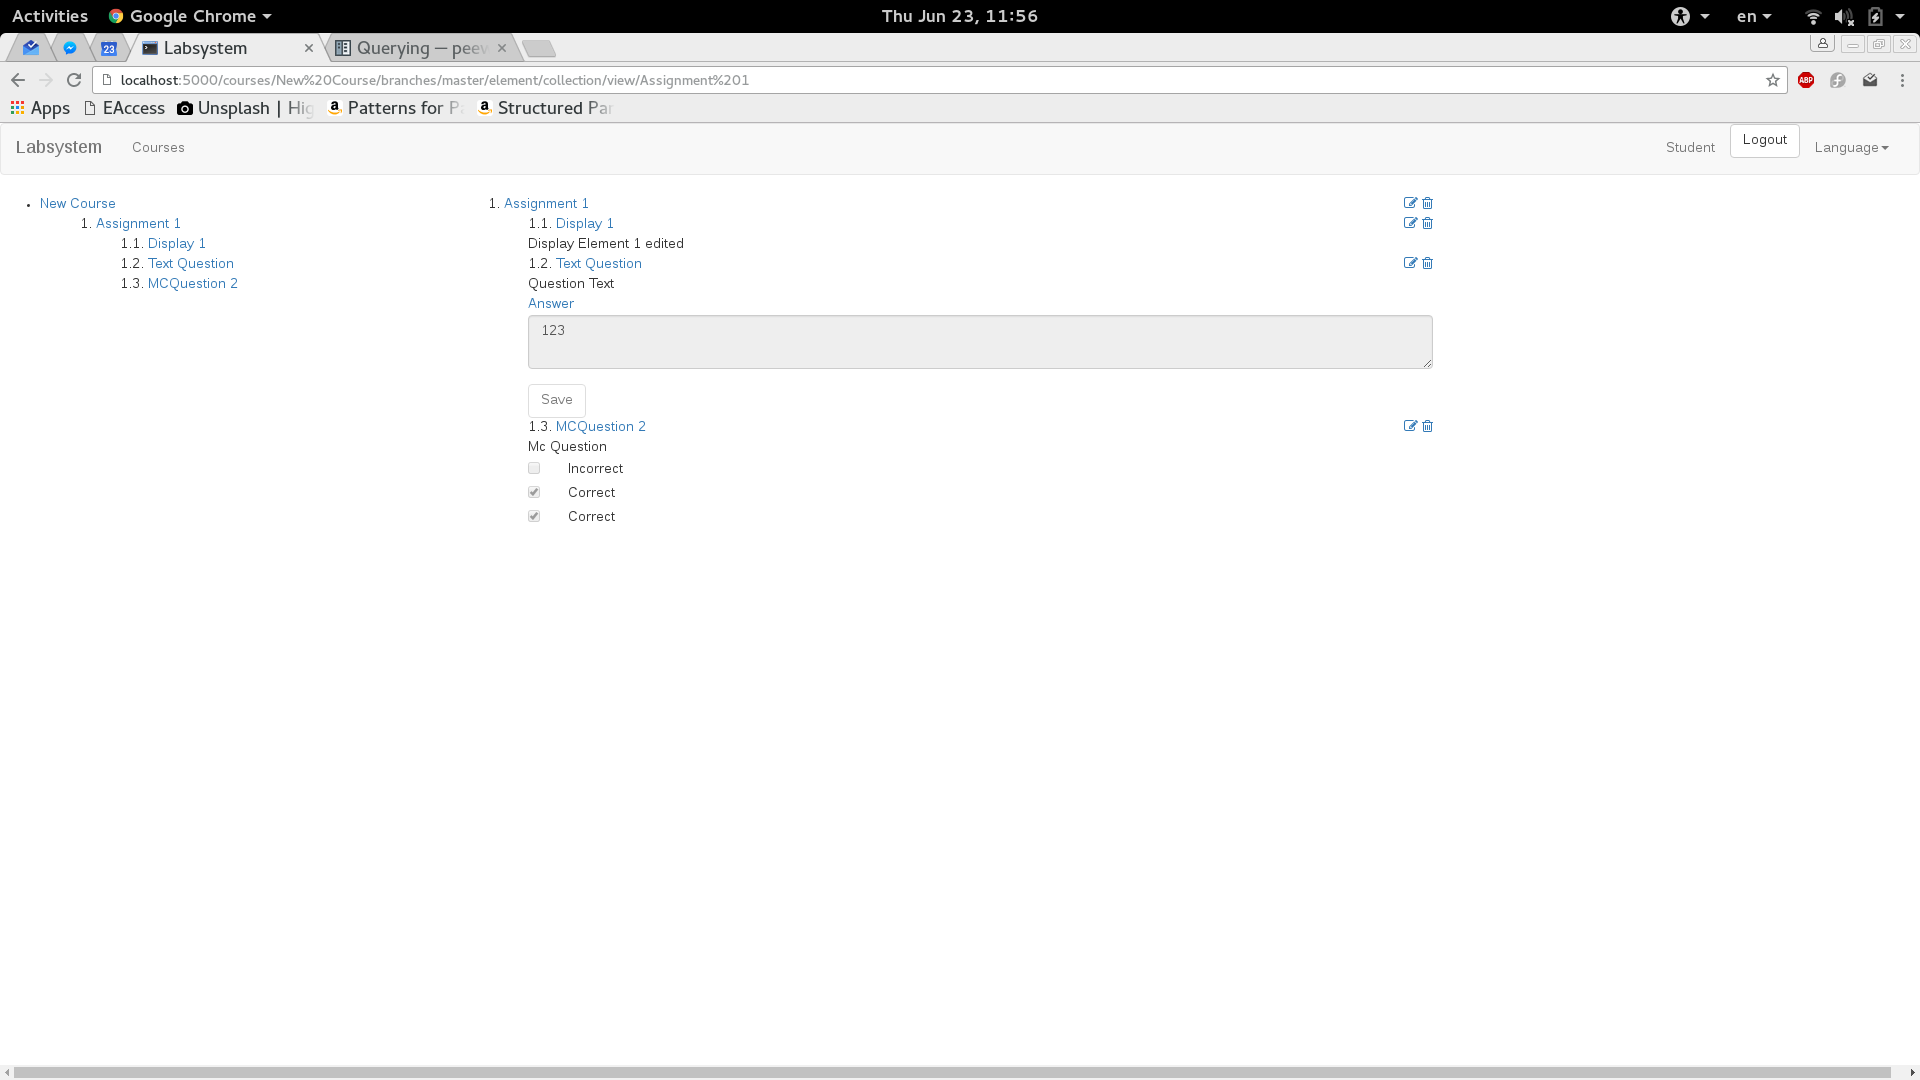 Activities Google Chrome Thu Jun 23, 11:56 en
23 Labsystem Querying — peew
localhost:5000/courses/New%20Course/branches/master/element/collection/view/Assignment%201 ABP
Apps EAccess Unsplash | Hig Patterns for Structured Par
Labsystem Courses Student Logout Language
New Course
1. Assignment 1
1.1. Display 1
1.2. Text Question
1.3. MCQuestion 2
1. Assignment 1
1.1. Display 1
Display Element 1 edited
1.2. Text Question
Question Text
Answer
123
Save
1.3. MCQuestion 2
Mc Question
Incorrect
Correct
Correct